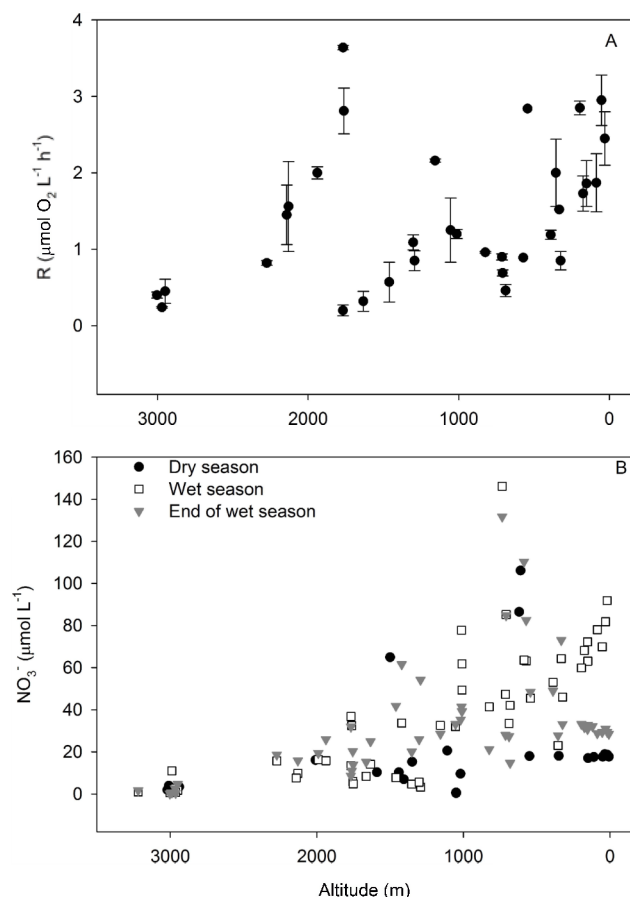 4
A
3
2
1
0
R (μmol O₂ L⁻¹ h⁻¹)
3000 2000 1000 0
160
B
140
120
100
80
60
40
20
0
Dry season
Wet season
End of wet season
NO₃⁻ (μmol L⁻¹)
3000 2000 1000 0
Altitude (m)